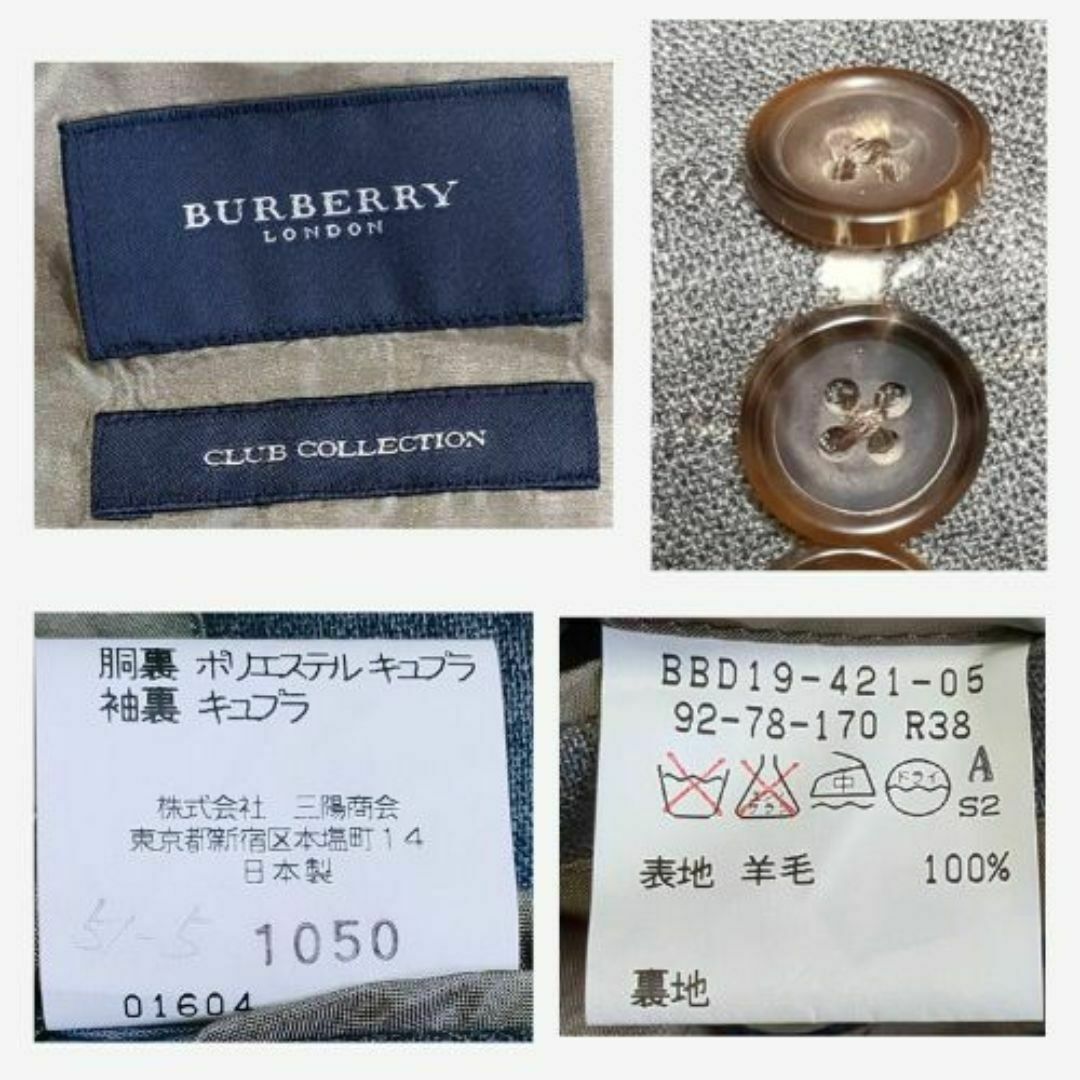 BURBERRY
LONDON
CLUB COLLECTION
胴裏 ポリエステル キュプラ
袖裏 キュプラ
株式会社 三陽商会
東京都新宿区本塩町14
日本製
51-5 1050
01604
BBD19-421-05
92-78-170 R38
中 ドライ A
S2
表地 羊毛 100%
裏地